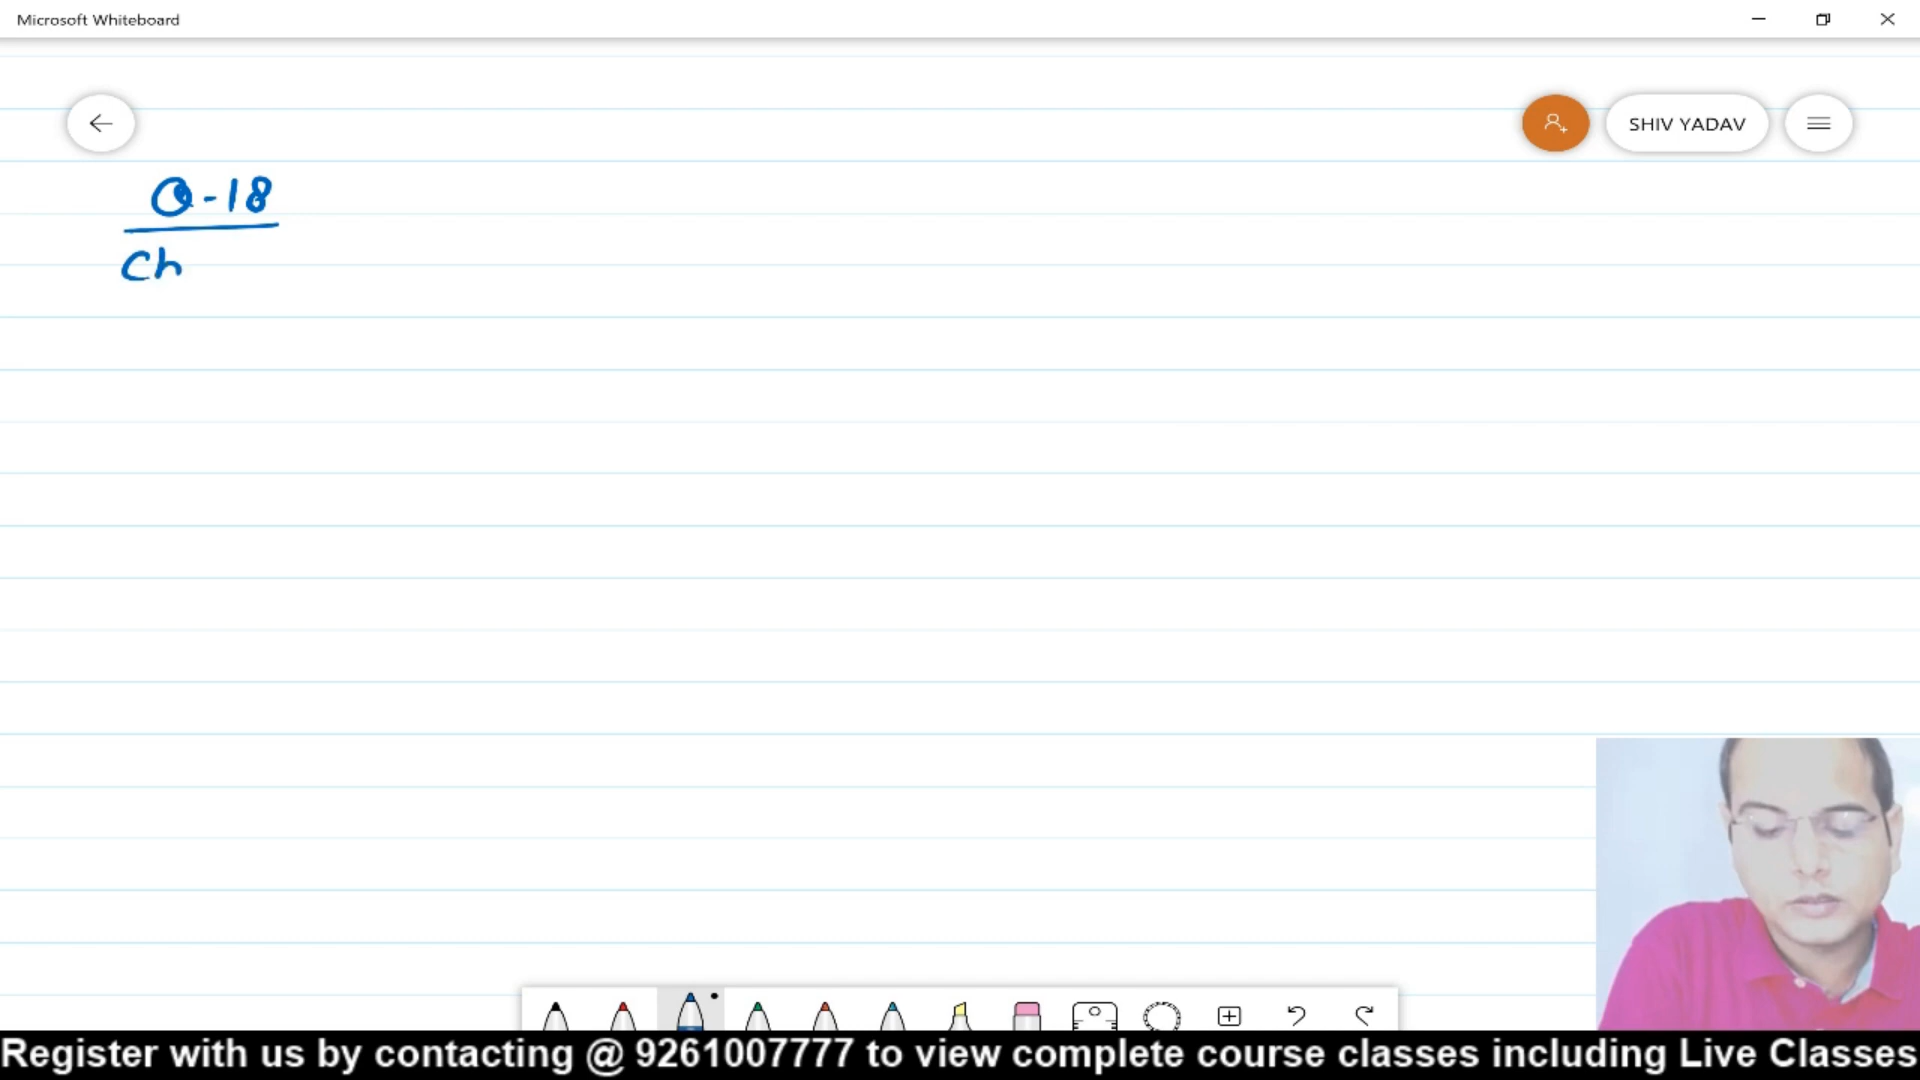 Microsoft Whiteboard
SHIV YADAV
Q-18
Ch
Register with us by contacting @ 9261007777 to view complete course classes including Live Classes